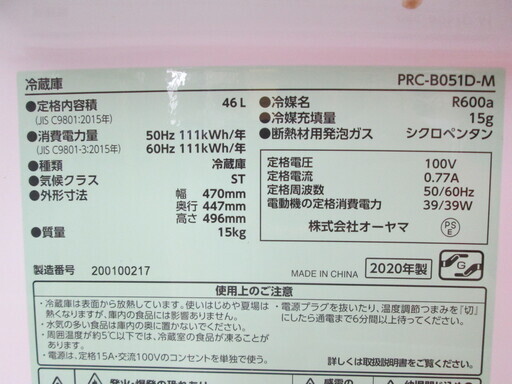 冷蔵庫
PRC-B051D-M
●定格内容積 46L
(JIS C9801:2015年)
●消費電力量 50Hz 111kWh/年
(JIS C9801-3:2015年) 60Hz 111kWh/年
●種類 冷蔵庫
●気候クラス ST
●外形寸法 幅 470mm
奥行 447mm
高さ 496mm
●質量 15kg
●冷媒名 R600a
●冷媒充填量 15g
●断熱材用発泡ガス シクロペンタン
定格電圧 100V
定格電流 0.77A
定格周波数 50/60Hz
電動機の定格消費電力 39/39W
株式会社オーヤマ
PS
E
製造番号 200100217
MADE IN CHINA
2020年製
G
使用上のご注意
・冷蔵庫は表面から放熱しています。使いはじめや夏場は
熱くなりますが、庫内の食品には影響ありません。
・水気の多い食品は庫内の奥に置かないでください。
・周囲温度が約5℃以下では、冷蔵室の食品が凍ることが
あります。
・電源は、定格15A・交流100Vのコンセントを単独で使う。
・電源プラグを抜いたり、温度調節つまみを「切」
にしたら通電まで6分間以上待ってください。
詳しくは取扱説明書をご覧ください